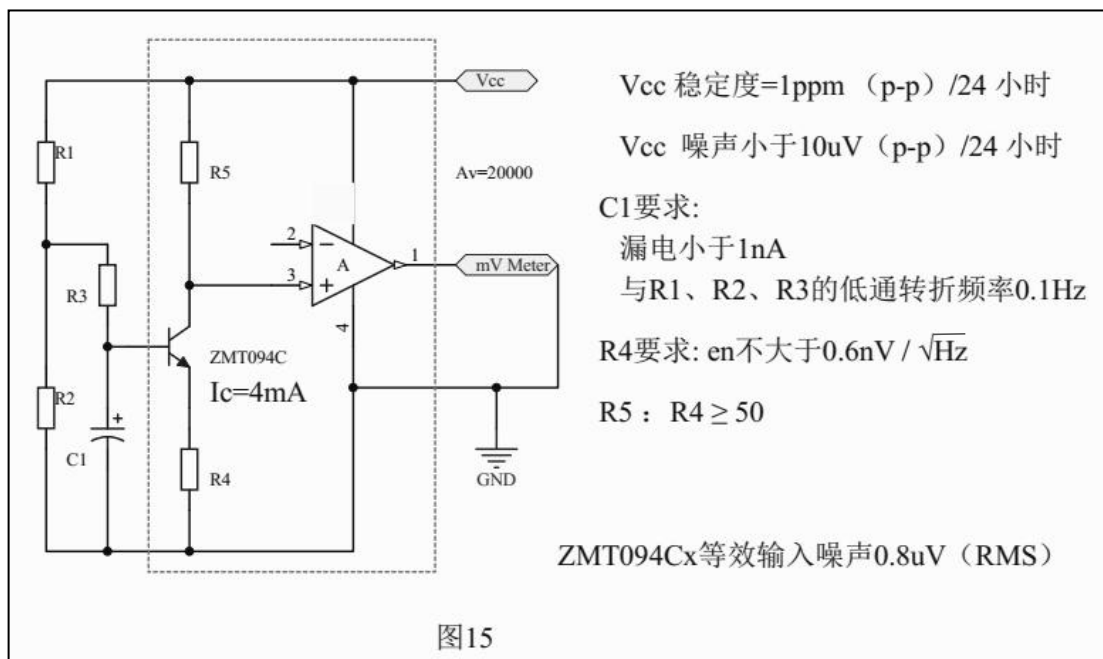 Vcc
Vcc 稳定度=1ppm （p-p）/24 小时
R1
R5
Av=20000
Vcc 噪声小于10uV（p-p）/24 小时
C1要求:
漏电小于1nA
2
A
1
mV Meter
3
R3
4
与R1、R2、R3的低通转折频率0.1Hz
ZMT094C
Ic=4mA
R4要求: en不大于0.6nV / √Hz
R2
R5 ：R4 ≥ 50
+
C1
R4
GND
ZMT094Cx等效输入噪声0.8uV（RMS）
图15